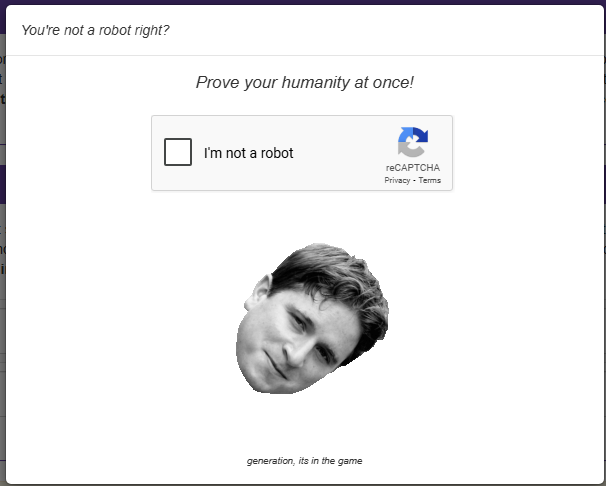 You're not a robot right?
Prove your humanity at once!
I'm not a robot
reCAPTCHA
Privacy - Terms
generation, its in the game